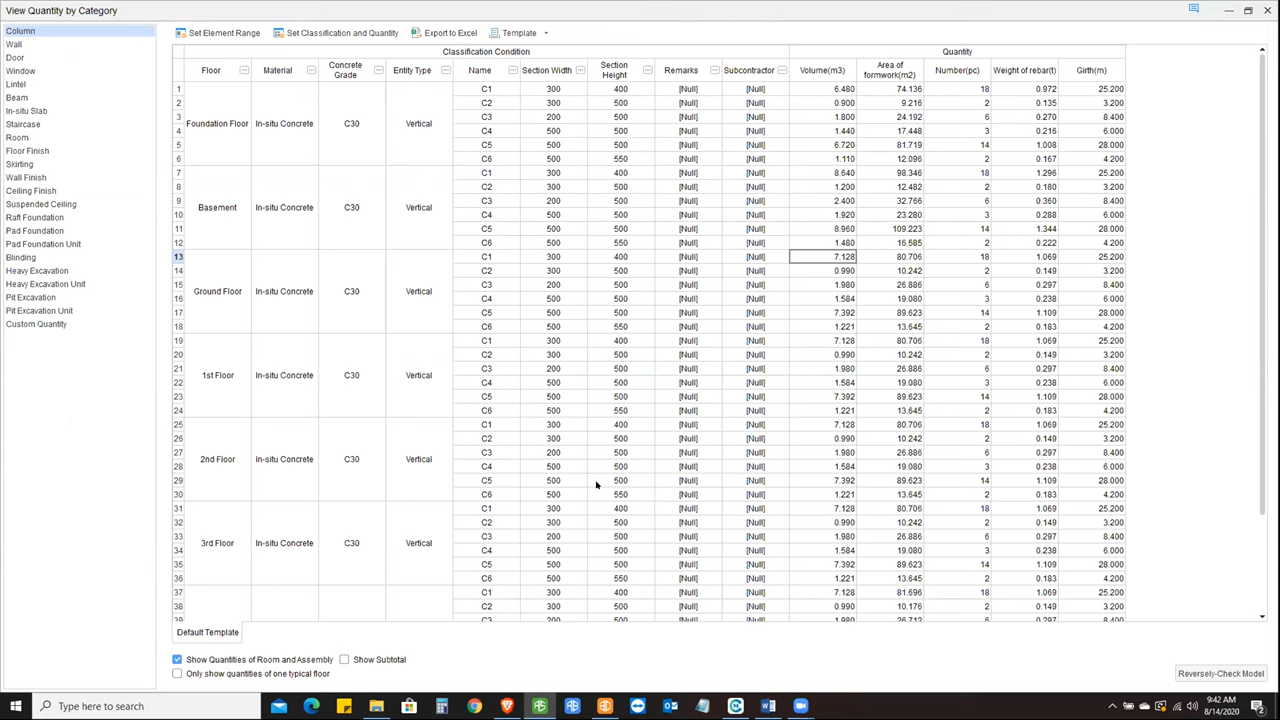 View Quantity by Category
Column
Wall
Door
Window
Lintel
Beam
In-situ Slab
Staircase
Room
Floor Finish
Skirting
Wall Finish
Ceiling Finish
Suspended Ceiling
Raft Foundation
Pad Foundation
Pad Foundation Unit
Blinding
Heavy Excavation
Heavy Excavation Unit
Pit Excavation
Pit Excavation Unit
Custom Quantity
Set Element Range Set Classification and Quantity Export to Excel Template
Classification Condition Quantity
Floor Material Concrete Grade Entity Type Name Section Width Section Height Remarks Subcontractor Volume(m3) Area of formwork(m2) Number(pc) Weight of rebar(t) Girth(m)
1 Foundation Floor In-situ Concrete C30 Vertical C1 300 400 [Null] [Null] 6.480 74.136 18 0.972 25.200
2 C2 300 500 [Null] [Null] 0.900 9.216 2 0.135 3.200
3 C3 200 500 [Null] [Null] 1.800 24.192 6 0.270 8.400
4 C4 500 500 [Null] [Null] 1.440 17.448 3 0.216 6.000
5 C5 500 500 [Null] [Null] 6.720 81.719 14 1.008 28.000
6 C6 500 550 [Null] [Null] 1.110 12.096 2 0.167 4.200
7 Basement In-situ Concrete C30 Vertical C1 300 400 [Null] [Null] 8.640 98.346 18 1.296 25.200
8 C2 300 500 [Null] [Null] 1.200 12.482 2 0.180 3.200
9 C3 200 500 [Null] [Null] 2.400 32.766 6 0.360 8.400
10 C4 500 500 [Null] [Null] 1.920 23.280 3 0.288 6.000
11 C5 500 500 [Null] [Null] 8.960 109.223 14 1.344 28.000
12 C6 500 550 [Null] [Null] 1.480 16.585 2 0.222 4.200
13 Ground Floor In-situ Concrete C30 Vertical C1 300 400 [Null] [Null] 7.128 80.706 18 1.069 25.200
14 C2 300 500 [Null] [Null] 0.990 10.242 2 0.149 3.200
15 C3 200 500 [Null] [Null] 1.980 26.886 6 0.297 8.400
16 C4 500 500 [Null] [Null] 1.584 19.080 3 0.238 6.000
17 C5 500 500 [Null] [Null] 7.392 89.623 14 1.109 28.000
18 C6 500 550 [Null] [Null] 1.221 13.645 2 0.183 4.200
19 1st Floor In-situ Concrete C30 Vertical C1 300 400 [Null] [Null] 7.128 80.706 18 1.069 25.200
20 C2 300 500 [Null] [Null] 0.990 10.242 2 0.149 3.200
21 C3 200 500 [Null] [Null] 1.980 26.886 6 0.297 8.400
22 C4 500 500 [Null] [Null] 1.584 19.080 3 0.238 6.000
23 C5 500 500 [Null] [Null] 7.392 89.623 14 1.109 28.000
24 C6 500 550 [Null] [Null] 1.221 13.645 2 0.183 4.200
25 2nd Floor In-situ Concrete C30 Vertical C1 300 400 [Null] [Null] 7.128 80.706 18 1.069 25.200
26 C2 300 500 [Null] [Null] 0.990 10.242 2 0.149 3.200
27 C3 200 500 [Null] [Null] 1.980 26.886 6 0.297 8.400
28 C4 500 500 [Null] [Null] 1.584 19.080 3 0.238 6.000
29 C5 500 500 [Null] [Null] 7.392 89.623 14 1.109 28.000
30 C6 500 550 [Null] [Null] 1.221 13.645 2 0.183 4.200
31 3rd Floor In-situ Concrete C30 Vertical C1 300 400 [Null] [Null] 7.128 80.706 18 1.069 25.200
32 C2 300 500 [Null] [Null] 0.990 10.242 2 0.149 3.200
33 C3 200 500 [Null] [Null] 1.980 26.886 6 0.297 8.400
34 C4 500 500 [Null] [Null] 1.584 19.080 3 0.238 6.000
35 C5 500 500 [Null] [Null] 7.392 89.623 14 1.109 28.000
36 C6 500 550 [Null] [Null] 1.221 13.645 2 0.183 4.200
37 C1 300 400 [Null] [Null] 7.128 81.696 18 1.069 25.200
38 C2 300 500 [Null] [Null] 0.990 10.176 2 0.149 3.200
39 C3 200 500 [Null] [Null] 1.980 26.712 6 0.297 8.400
Default Template
Show Quantities of Room and Assembly Show Subtotal
Only show quantities of one typical floor
Reversely-Check Model
Type here to search
9:42 AM
8/14/2020
2